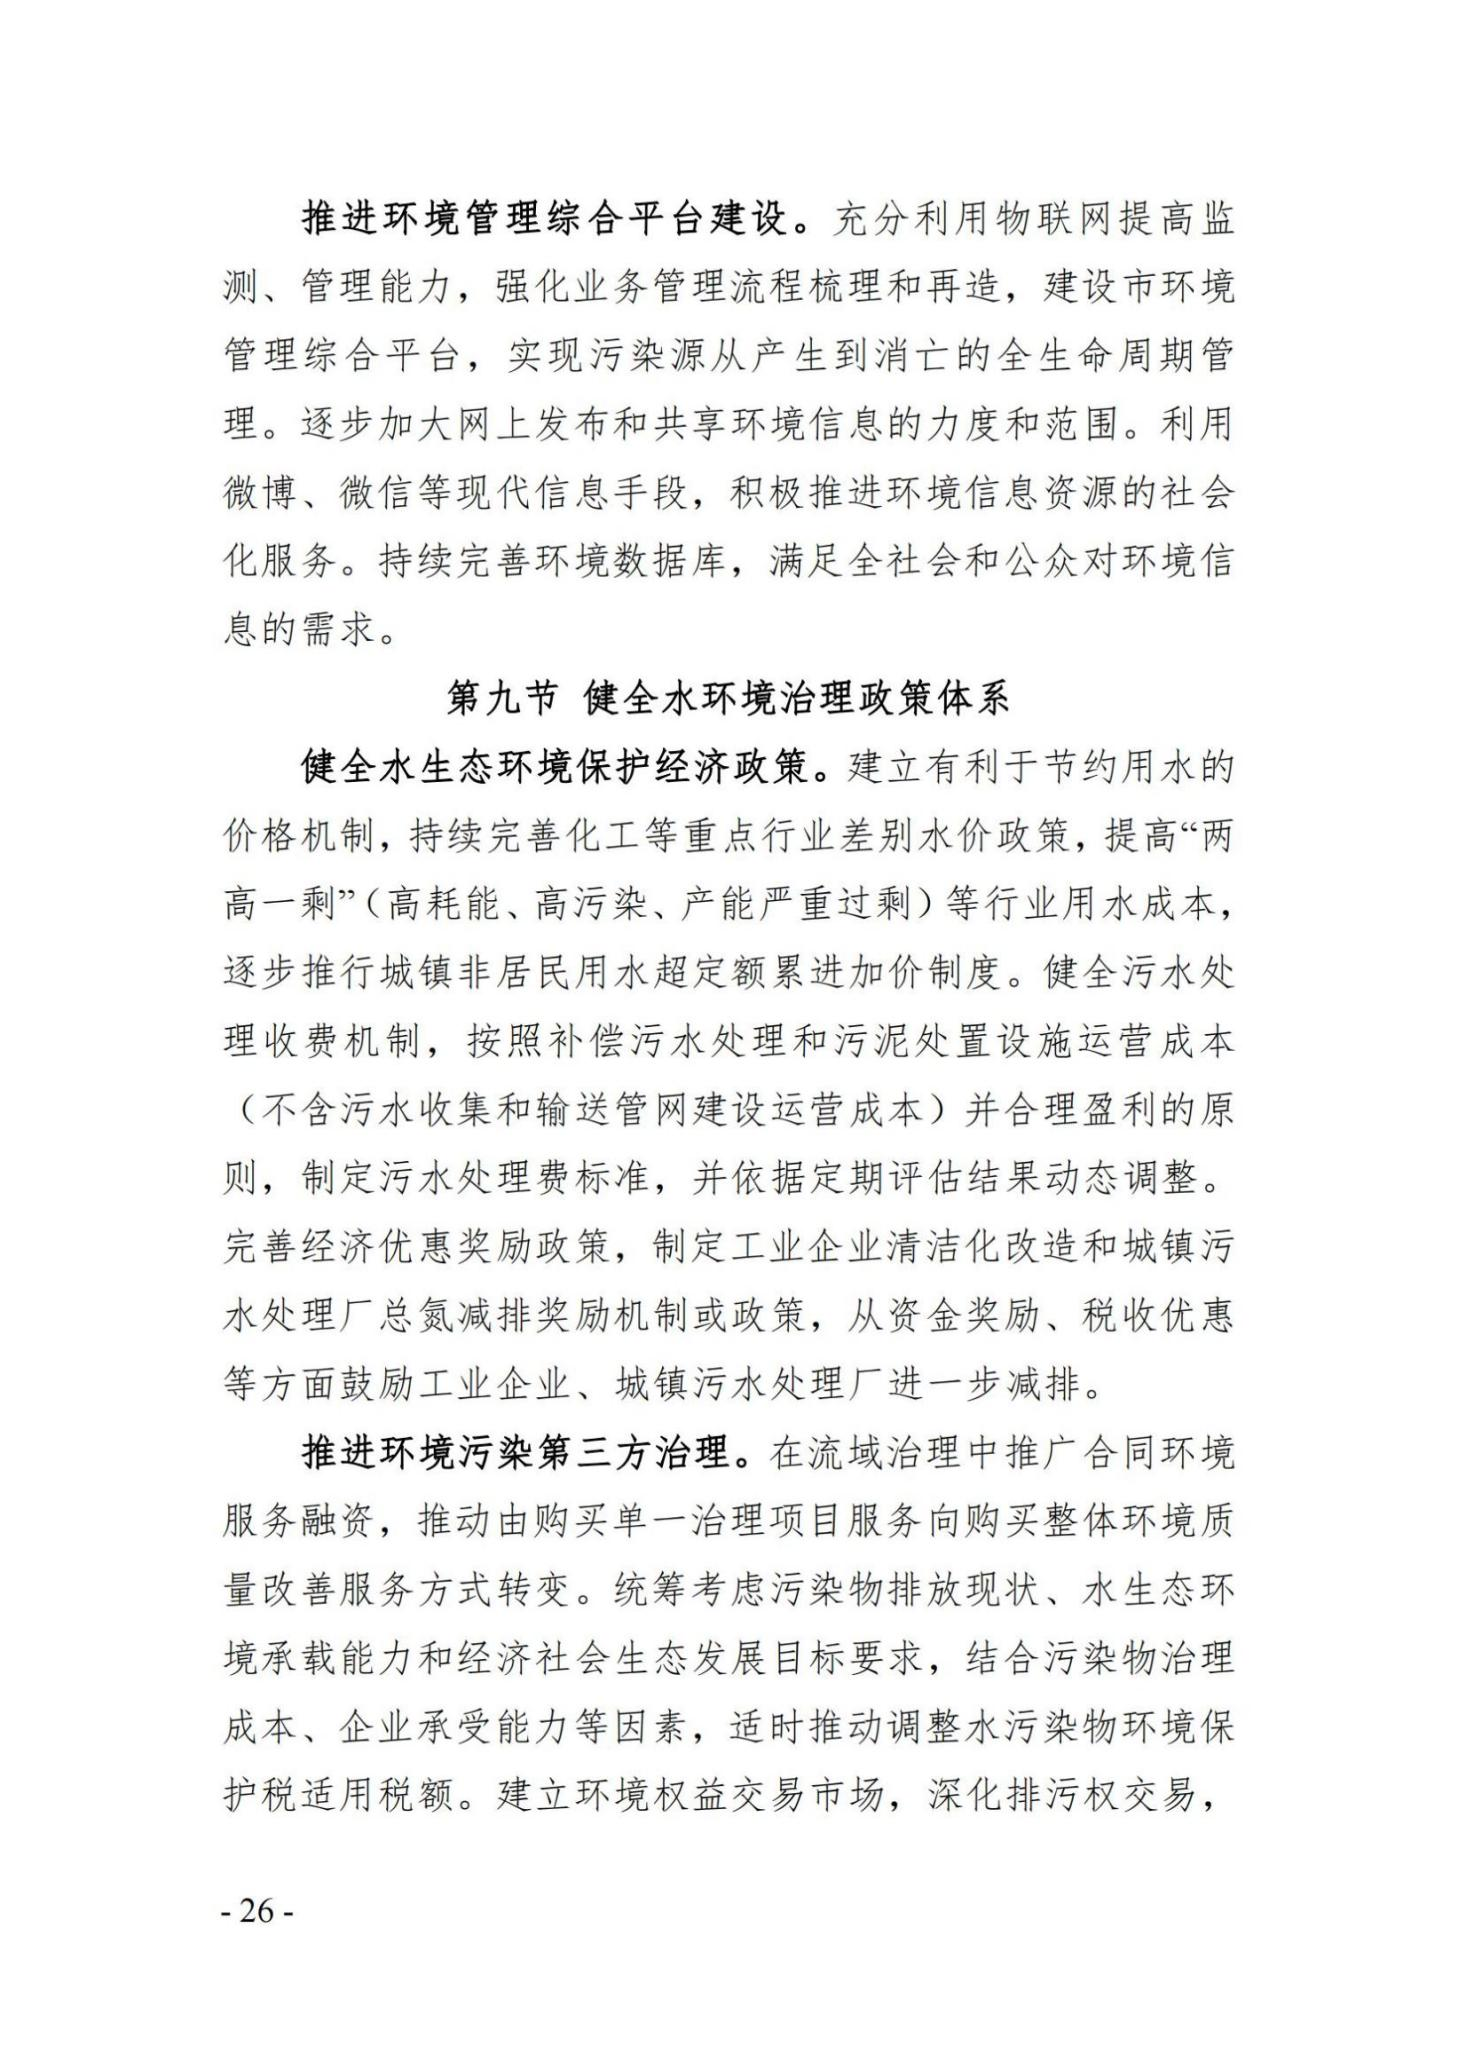 推进环境管理综合平台建设。充分利用物联网提高监
测、管理能力，强化业务管理流程梳理和再造，建设市环境
管理综合平台，实现污染源从产生到消亡的全生命周期管
理。逐步加大网上发布和共享环境信息的力度和范围。利用
微博、微信等现代信息手段，积极推进环境信息资源的社会
化服务。持续完善环境数据库，满足全社会和公众对环境信
息的需求。
第九节 健全水环境治理政策体系
健全水生态环境保护经济政策。建立有利于节约用水的
价格机制，持续完善化工等重点行业差别水价政策，提高“两
高一剩”（高耗能、高污染、产能严重过剩）等行业用水成本，
逐步推行城镇非居民用水超定额累进加价制度。健全污水处
理收费机制，按照补偿污水处理和污泥处置设施运营成本
（不含污水收集和输送管网建设运营成本）并合理盈利的原
则，制定污水处理费标准，并依据定期评估结果动态调整。
完善经济优惠奖励政策，制定工业企业清洁化改造和城镇污
水处理厂总氮减排奖励机制或政策，从资金奖励、税收优惠
等方面鼓励工业企业、城镇污水处理厂进一步减排。
推进环境污染第三方治理。在流域治理中推广合同环境
服务融资，推动由购买单一治理项目服务向购买整体环境质
量改善服务方式转变。统筹考虑污染物排放现状、水生态环
境承载能力和经济社会生态发展目标要求，结合污染物治理
成本、企业承受能力等因素，适时推动调整水污染物环境保
护税适用税额。建立环境权益交易市场，深化排污权交易，
- 26 -